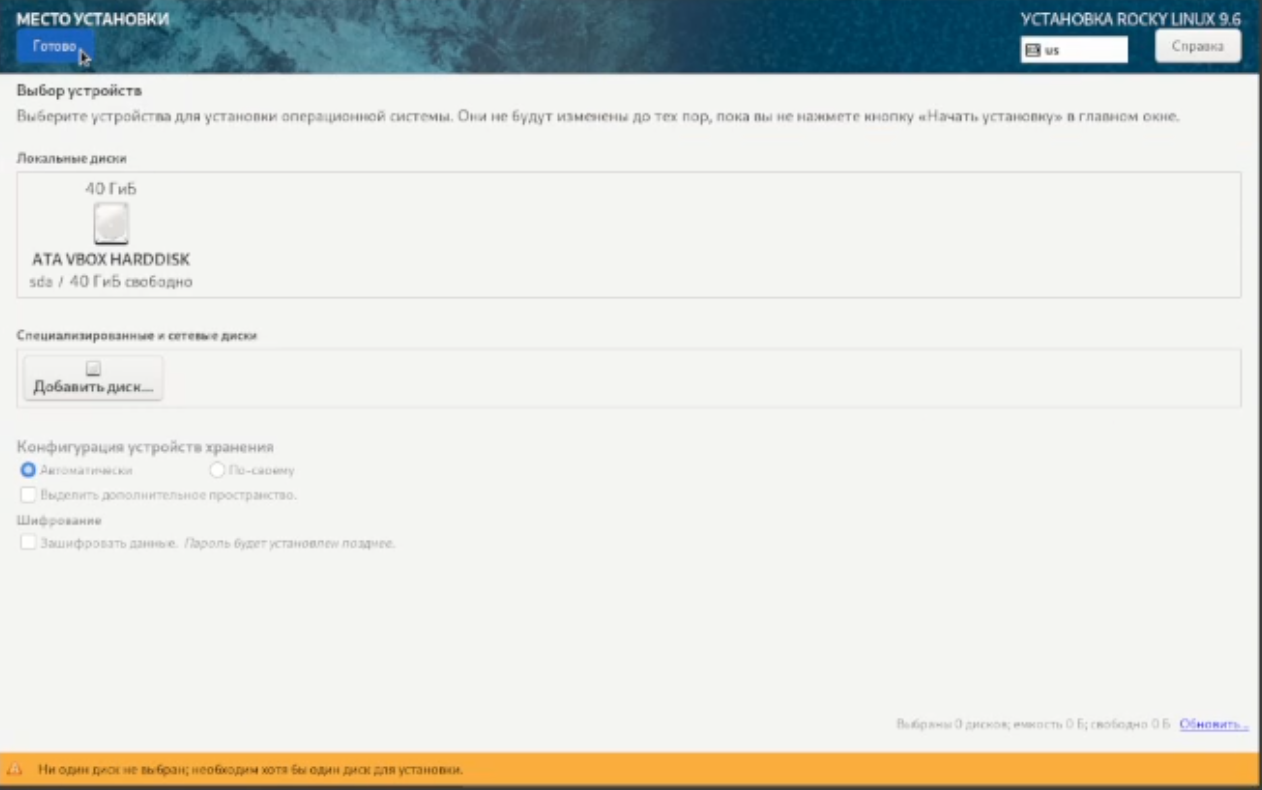 МЕСТО УСТАНОВКИ
УСТАНОВКА ROCKY LINUX 9.6
Готово
us
Справка
Выбор устройств
Выберите устройства для установки операционной системы. Они не будут изменены до тех пор, пока вы не нажмете кнопку «Начать установку» в главном окне.
Локальные диски
40 ГиБ
ATA VBOX HARDDISK
sda / 40 ГиБ свободно
Специализированные и сетевые диски
Добавить диск...
Конфигурация устройств хранения
Автоматически По-своему
Выделить дополнительное пространство.
Шифрование
Зашифровать данные. Пароль будет установлен позднее.
Выбраны 0 дисков; емкость 0 Б; свободно 0 Б Обновить...
Ни один диск не выбран; необходим хотя бы один диск для установки.